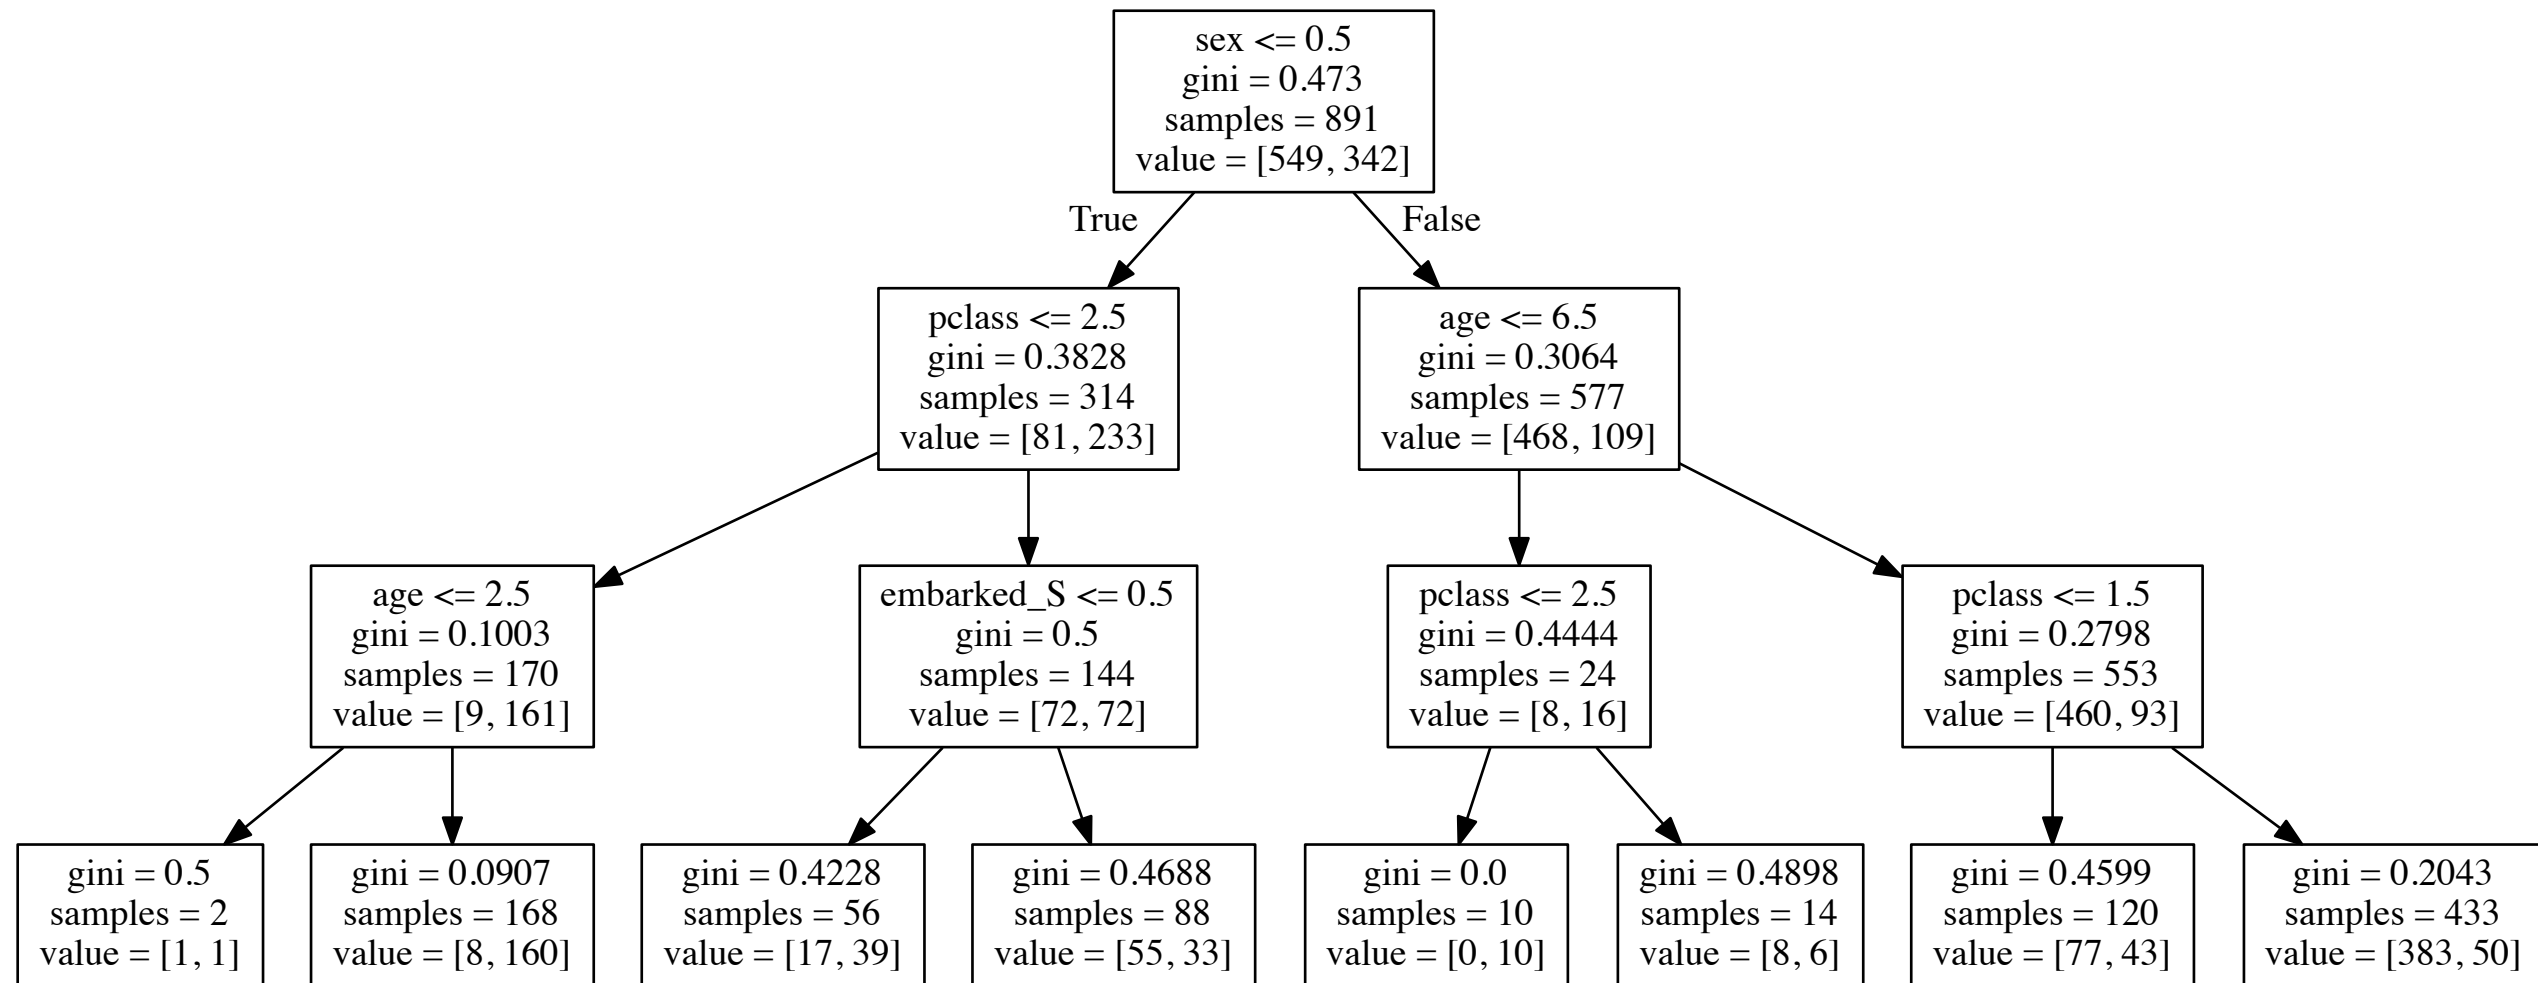 sex <= 0.5
gini = 0.473
samples = 891
value = [549, 342]
True
False
pclass <= 2.5
gini = 0.3828
samples = 314
value = [81, 233]
age <= 6.5
gini = 0.3064
samples = 577
value = [468, 109]
age <= 2.5
gini = 0.1003
samples = 170
value = [9, 161]
embarked_S <= 0.5
gini = 0.5
samples = 144
value = [72, 72]
pclass <= 2.5
gini = 0.4444
samples = 24
value = [8, 16]
pclass <= 1.5
gini = 0.2798
samples = 553
value = [460, 93]
gini = 0.5
samples = 2
value = [1, 1]
gini = 0.0907
samples = 168
value = [8, 160]
gini = 0.4228
samples = 56
value = [17, 39]
gini = 0.4688
samples = 88
value = [55, 33]
gini = 0.0
samples = 10
value = [0, 10]
gini = 0.4898
samples = 14
value = [8, 6]
gini = 0.4599
samples = 120
value = [77, 43]
gini = 0.2043
samples = 433
value = [383, 50]